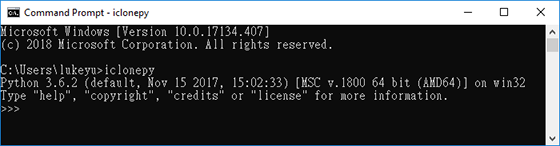 Command Prompt - iclonepy
Microsoft Windows [Version 10.0.17134.407]
(c) 2018 Microsoft Corporation. All rights reserved.
C:\Users\lukeyu>iclonepy
Python 3.6.2 (default, Nov 15 2017, 15:02:33) [MSC v.1800 64 bit (AMD64)] on win32
Type "help", "copyright", "credits" or "license" for more information.
>>>